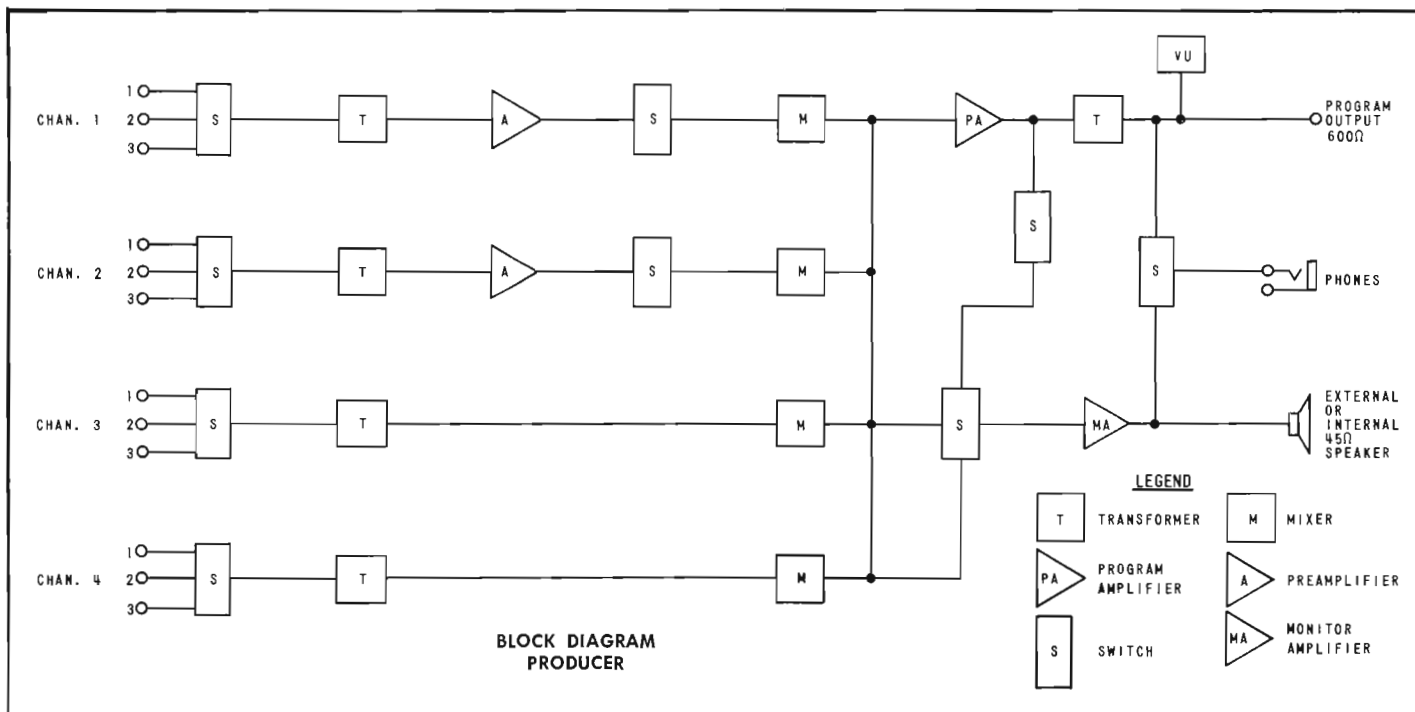 VU
1
CHAN. 1 2 S T A S M PA T PROGRAM
OUTPUT
600Ω
3
S
1
CHAN. 2 2 S T A S M S PHONES
3
1
CHAN. 3 2 S T M S MA EXTERNAL
OR
INTERNAL
45Ω
SPEAKER
3
1
CHAN. 4 2 S T M
3
LEGEND
T TRANSFORMER M MIXER
PA PROGRAM
AMPLIFIER
A PREAMPLIFIER
S SWITCH MA MONITOR
AMPLIFIER
BLOCK DIAGRAM
PRODUCER